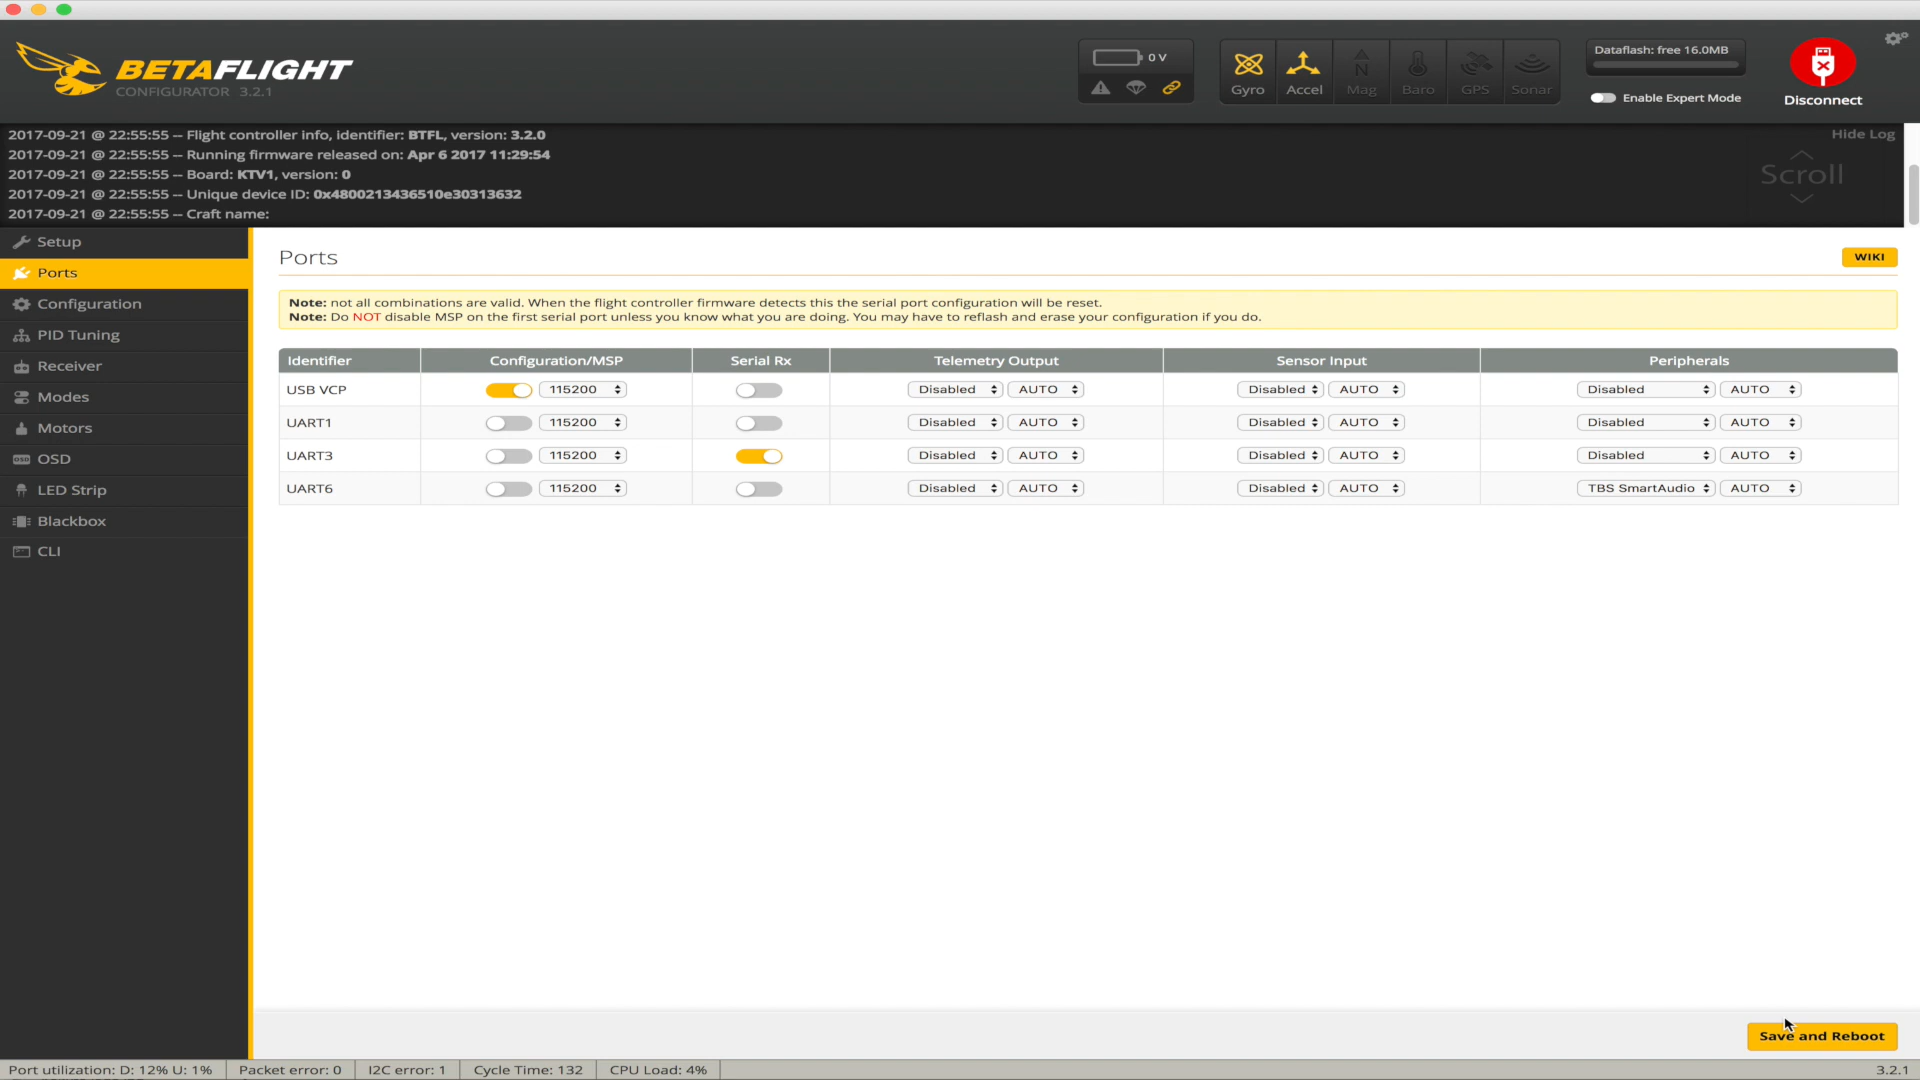 BETAFLIGHT
CONFIGURATOR 3.2.1
0 V
Gyro
Accel
Mag
Baro
GPS
Sonar
Dataflash: free 16.0MB
Enable Expert Mode
Disconnect
2017-09-21 @ 22:55:55 -- Flight controller info, identifier: BTFL, version: 3.2.0
2017-09-21 @ 22:55:55 -- Running firmware released on: Apr 6 2017 11:29:54
2017-09-21 @ 22:55:55 -- Board: KTV1, version: 0
2017-09-21 @ 22:55:55 -- Unique device ID: 0x4800213436510e30313632
2017-09-21 @ 22:55:55 -- Craft name:
Hide Log
Scroll
Setup
Ports
Configuration
PID Tuning
Receiver
Modes
Motors
OSD
LED Strip
Blackbox
CLI
Ports
WIKI
Note: not all combinations are valid. When the flight controller firmware detects this the serial port configuration will be reset.
Note: Do NOT disable MSP on the first serial port unless you know what you are doing. You may have to reflash and erase your configuration if you do.
Identifier Configuration/MSP Serial Rx Telemetry Output Sensor Input Peripherals
USB VCP 115200 Disabled AUTO Disabled AUTO Disabled AUTO
UART1 115200 Disabled AUTO Disabled AUTO Disabled AUTO
UART3 115200 Disabled AUTO Disabled AUTO Disabled AUTO
UART6 115200 Disabled AUTO Disabled AUTO TBS SmartAudio AUTO
Save and Reboot
Port utilization: D: 12% U: 1% Packet error: 0 I2C error: 1 Cycle Time: 132 CPU Load: 4% 3.2.1